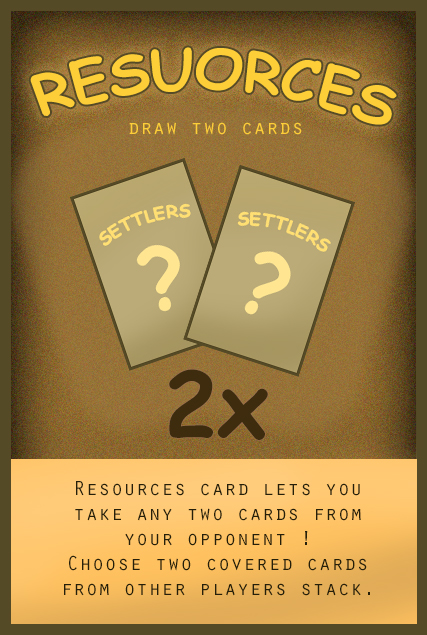 RESUORCES
DRAW TWO CARDS
SETTLERS
?
SETTLERS
?
2x
RESOURCES CARD LETS YOU
TAKE ANY TWO CARDS FROM
YOUR OPPONENT !
CHOOSE TWO COVERED CARDS
FROM OTHER PLAYERS STACK.